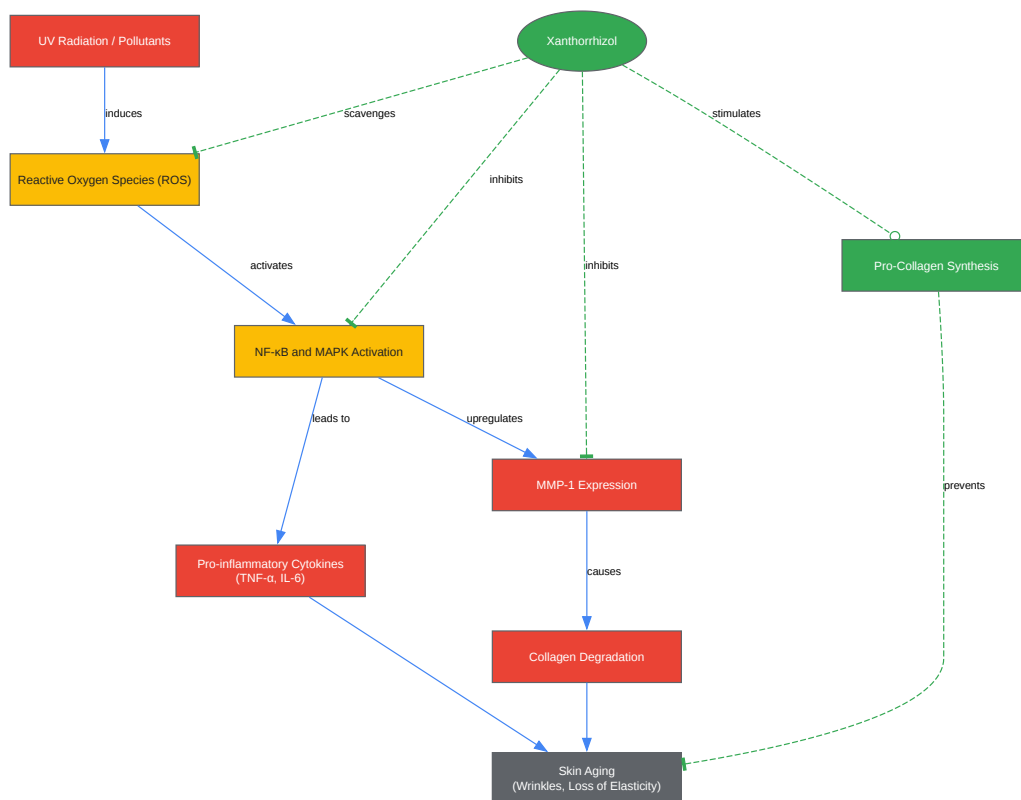 UV Radiation / Pollutants
Xanthorrhizol
induces
scavenges
stimulates
Reactive Oxygen Species (ROS)
inhibits
activates
inhibits
Pro-Collagen Synthesis
NF-κB and MAPK Activation
leads to
upregulates
MMP-1 Expression
prevents
Pro-inflammatory Cytokines
(TNF-α, IL-6)
causes
Collagen Degradation
Skin Aging
(Wrinkles, Loss of Elasticity)